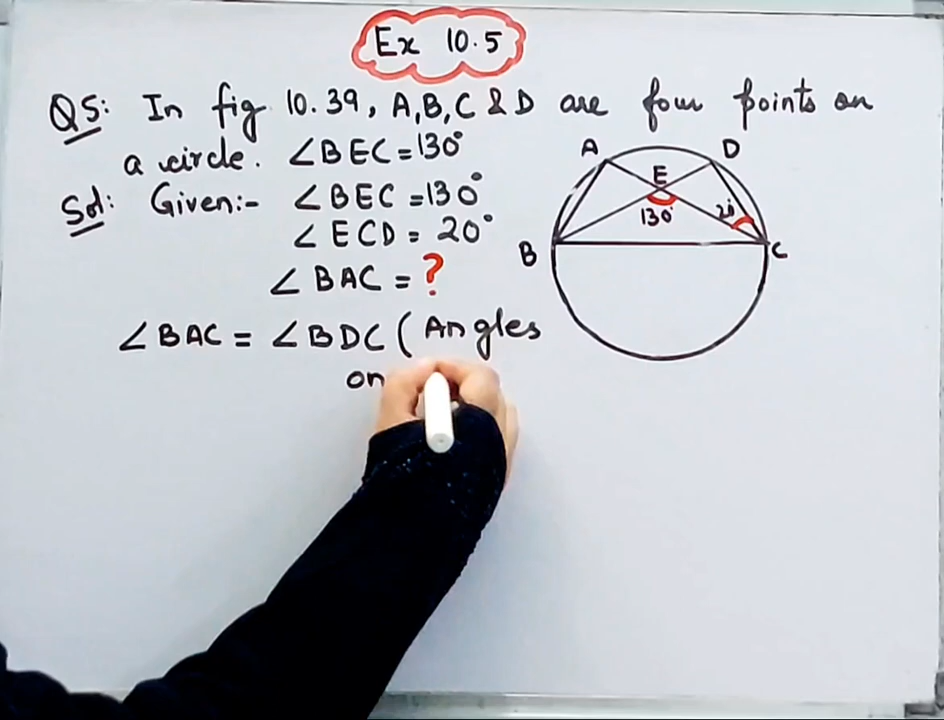 Ex 10.5
Q5: In fig 10.39, A,B,C & D are four points on
a circle. ∠BEC = 130°
Sol: Given:- ∠BEC = 130°
∠ECD = 20°
∠BAC = ?
∠BAC = ∠BDC (Angles
on
A
D
E
130°
20°
B
C